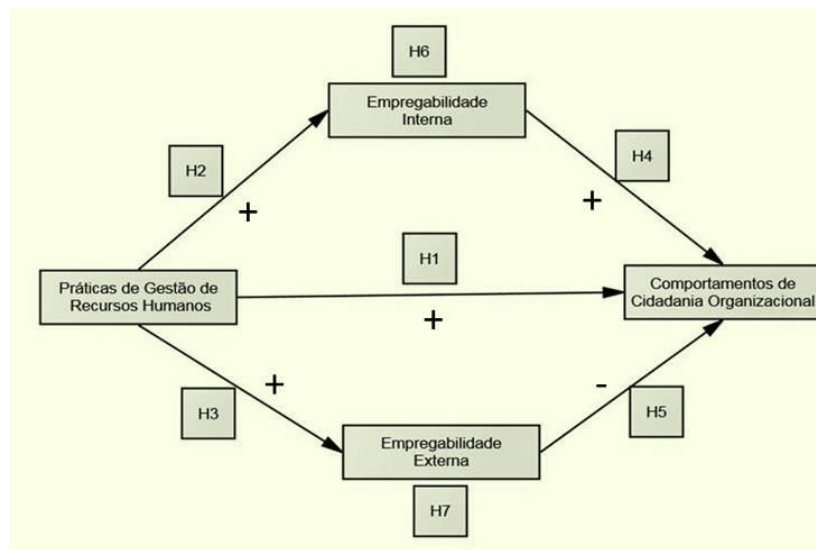 H6
Empregabilidade
Interna
H2
H4
+
+
H1
Práticas de Gestão de
Recursos Humanos
Comportamentos de
Cidadania Organizacional
+
H3
+
-
H5
Empregabilidade
Externa
H7